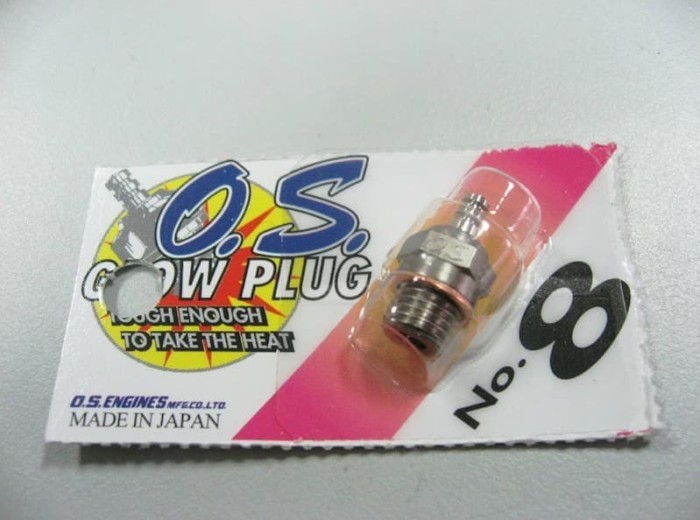 O.S.
GLOW PLUG
TOUGH ENOUGH
TO TAKE THE HEAT
O.S. ENGINES MFG.CO.LTD.
MADE IN JAPAN
No. 8